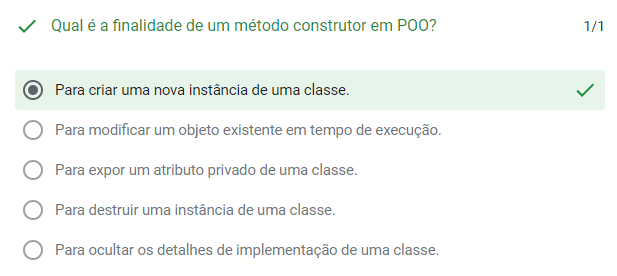 Qual é a finalidade de um método construtor em POO? 1/1
Para criar uma nova instância de uma classe.
Para modificar um objeto existente em tempo de execução.
Para expor um atributo privado de uma classe.
Para destruir uma instância de uma classe.
Para ocultar os detalhes de implementação de uma classe.